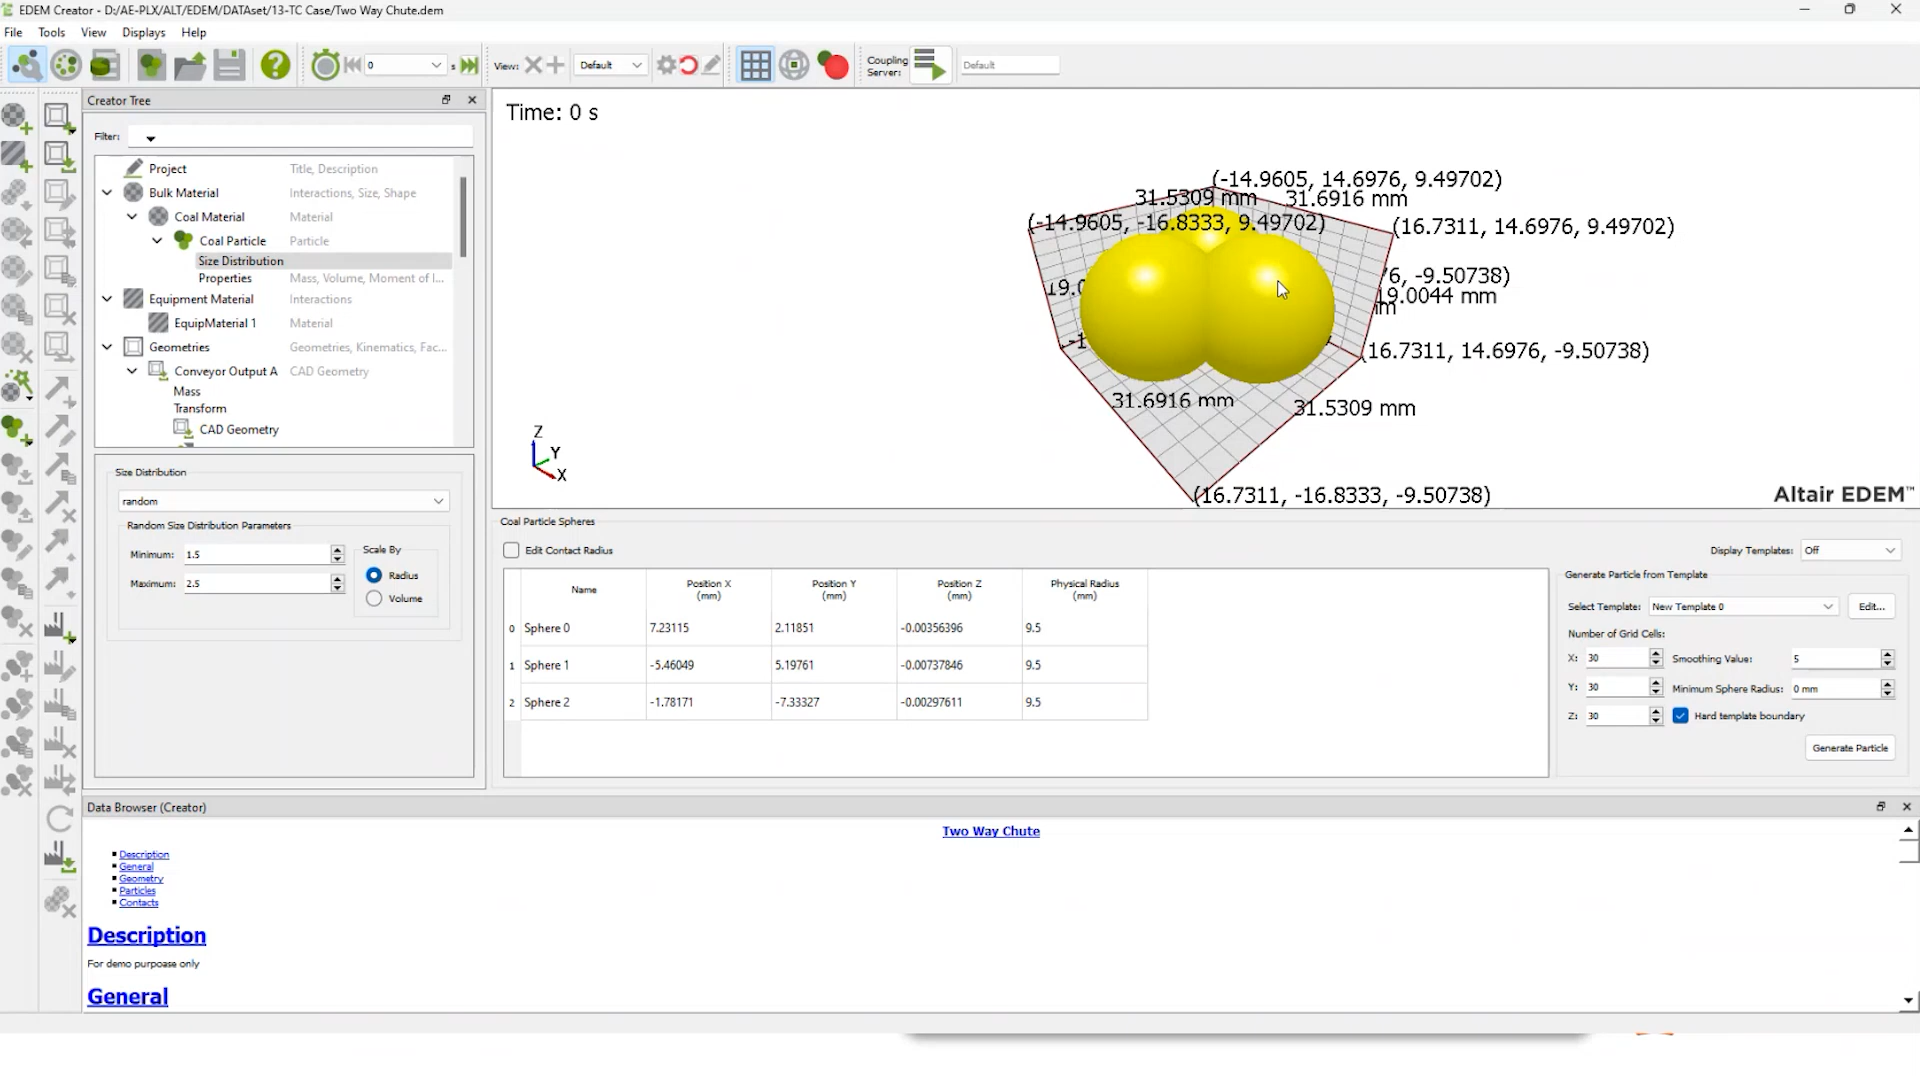 EDEM Creator - D:/AE-PLX/ALT/EDEM/DATAset/13-TC Case/Two Way Chute.dem
File Tools View Displays Help
0 s View: Default Coupling Server: Default
Creator Tree
Filter:
Project Title, Description
Bulk Material Interactions, Size, Shape
Coal Material Material
Coal Particle Particle
Size Distribution
Properties Mass, Volume, Moment of I...
Equipment Material Interactions
EquipMaterial 1 Material
Geometries Geometries, Kinematics, Fac...
Conveyor Output A CAD Geometry
Mass
Transform
CAD Geometry
Size Distribution
random
Random Size Distribution Parameters
Minimum: 1.5
Maximum: 2.5
Scale By
Radius
Volume
Time: 0 s
(-14.9605, 14.6976, 9.49702)
31.5309 mm 31.6916 mm
(-14.9605, -16.8333, 9.49702)
(16.7311, 14.6976, 9.49702)
6, -9.50738)
19.0
19.0044 mm
(16.7311, 14.6976, -9.50738)
31.6916 mm
31.5309 mm
(16.7311, -16.8333, -9.50738)
Z
Y
X
Altair EDEM™
Coal Particle Spheres
Edit Contact Radius
Display Templates: Off
Name Position X (mm) Position Y (mm) Position Z (mm) Physical Radius (mm)
0 Sphere 0 7.23115 2.11851 -0.00356396 9.5
1 Sphere 1 -5.46049 5.19761 -0.00737846 9.5
2 Sphere 2 -1.78171 -7.33327 -0.00297611 9.5
Generate Particle from Template
Select Template: New Template 0 Edit...
Number of Grid Cells:
X: 30 Smoothing Value: 5
Y: 30 Minimum Sphere Radius: 0 mm
Z: 30 Hard template boundary
Generate Particle
Data Browser (Creator)
Two Way Chute
Description
General
Geometry
Particles
Contacts
Description
For demo purpoase only
General